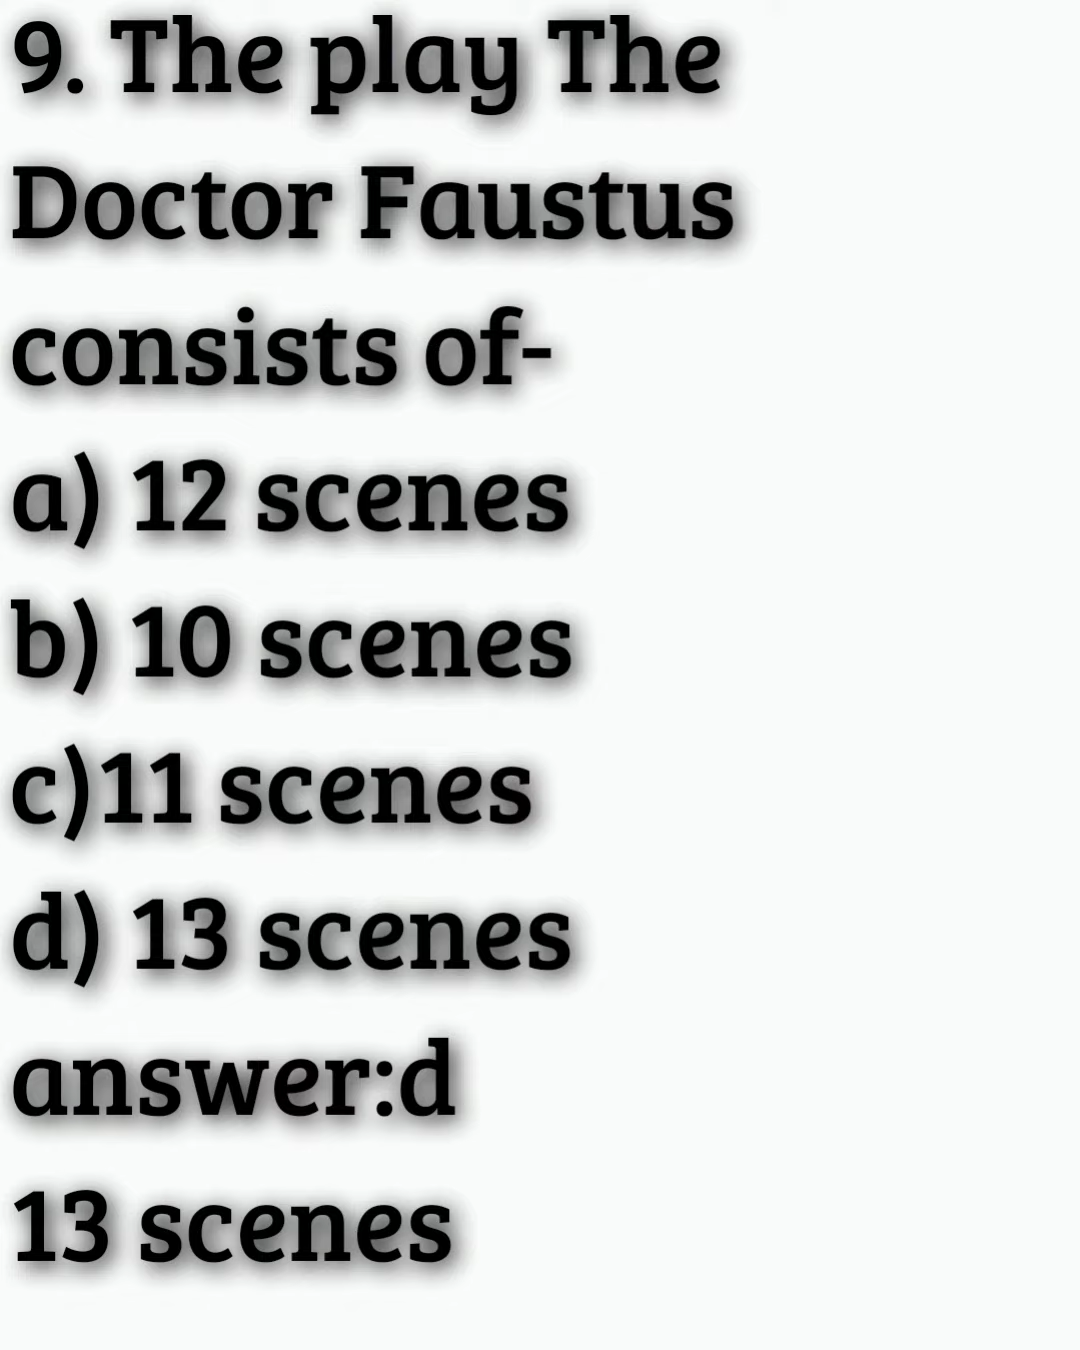 9. The play The
Doctor Faustus
consists of-
a) 12 scenes
b) 10 scenes
c)11 scenes
d) 13 scenes
answer:d
13 scenes